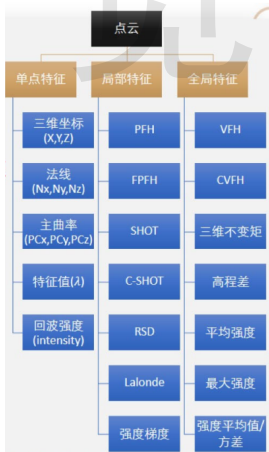 点云
单点特征
局部特征
全局特征
三维坐标
(X,Y,Z)
PFH
VFH
法线
(Nx,Ny,Nz)
FPFH
CVFH
主曲率
(PCx,PCy,PCz)
SHOT
三维不变矩
特征值(λ)
C-SHOT
高程差
回波强度
(intensity)
RSD
平均强度
Lalonde
最大强度
强度梯度
强度平均值/
方差